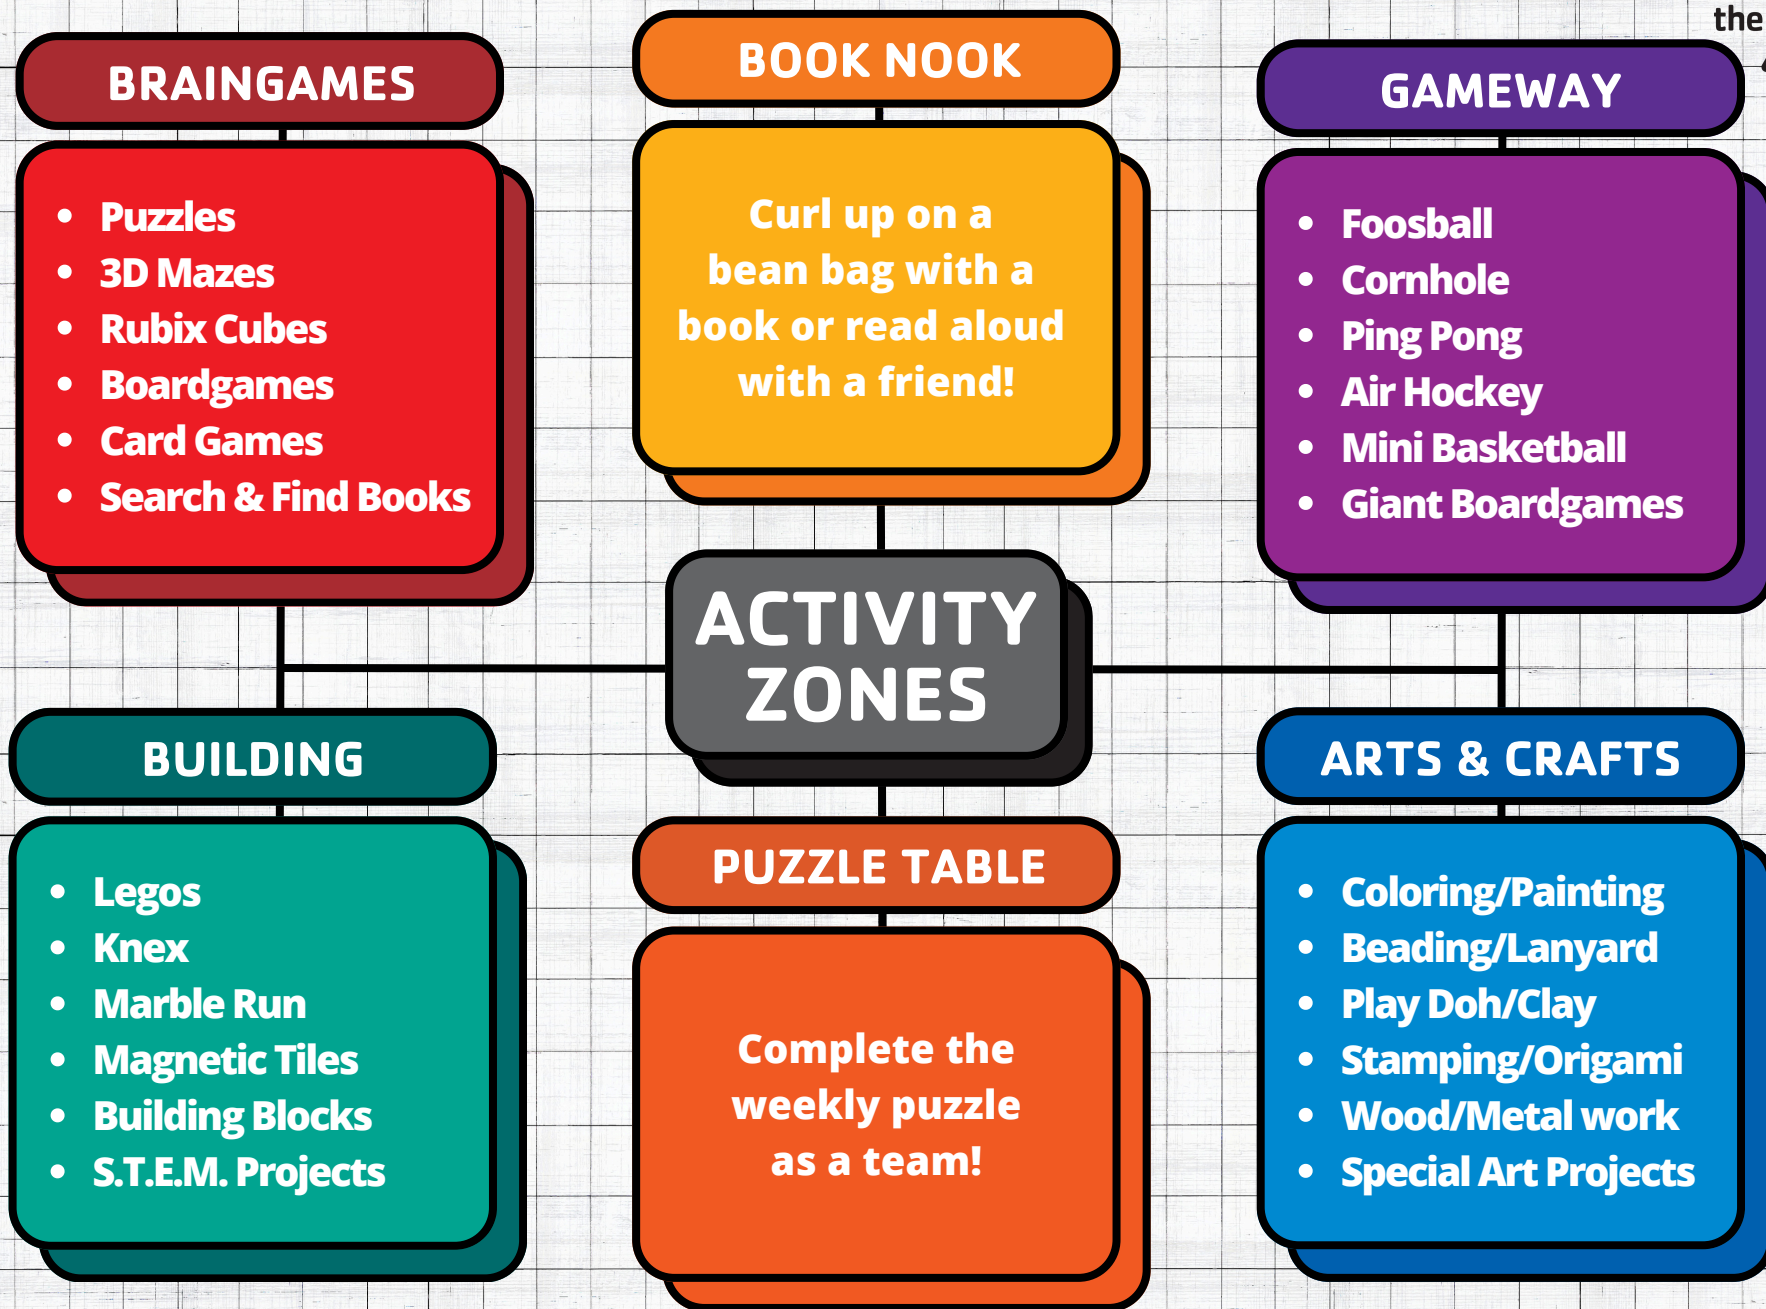 the
BRAINGAMES
• Puzzles
• 3D Mazes
• Rubix Cubes
• Boardgames
• Card Games
• Search & Find Books
BOOK NOOK
Curl up on a
bean bag with a
book or read aloud
with a friend!
GAMEWAY
• Foosball
• Cornhole
• Ping Pong
• Air Hockey
• Mini Basketball
• Giant Boardgames
ACTIVITY
ZONES
BUILDING
• Legos
• Knex
• Marble Run
• Magnetic Tiles
• Building Blocks
• S.T.E.M. Projects
PUZZLE TABLE
Complete the
weekly puzzle
as a team!
ARTS & CRAFTS
• Coloring/Painting
• Beading/Lanyard
• Play Doh/Clay
• Stamping/Origami
• Wood/Metal work
• Special Art Projects